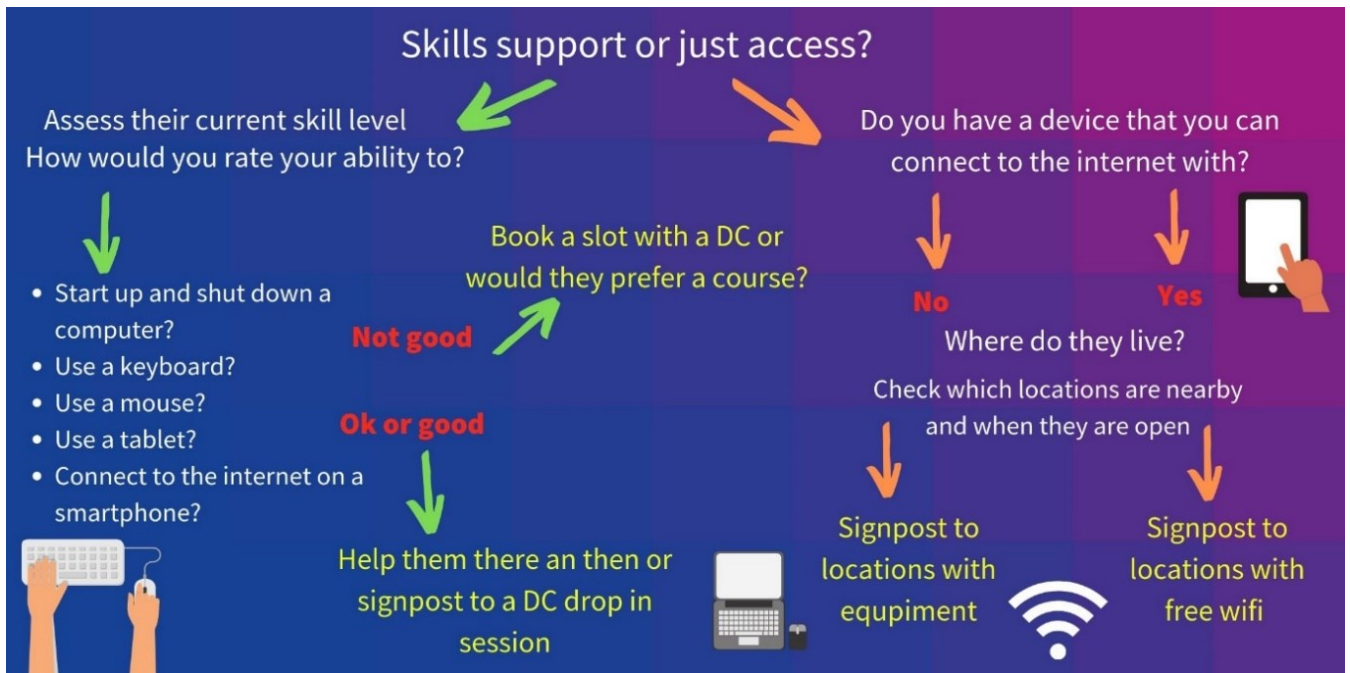 Skills support or just access?
Assess their current skill level
How would you rate your ability to?
• Start up and shut down a
computer?
• Use a keyboard?
• Use a mouse?
• Use a tablet?
• Connect to the internet on a
smartphone?
Not good
Book a slot with a DC or
would they prefer a course?
Ok or good
Help them there an then or
signpost to a DC drop in
session
Do you have a device that you can
connect to the internet with?
No
Yes
Where do they live?
Check which locations are nearby
and when they are open
Signpost to
locations with
equpiment
Signpost to
locations with
free wifi